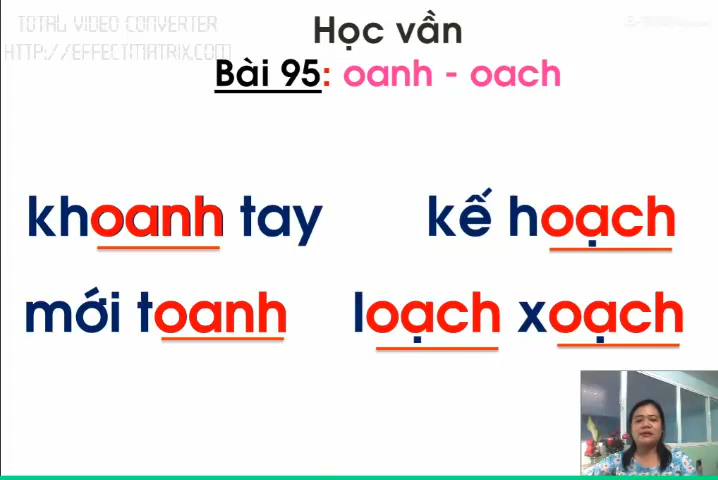 TOTAL VIDEO CONVERTER
HTTP://EFFECTMATRIX.COM
Học vần
Bài 95: oanh - oach
khoanh tay kế hoạch
mới toanh loạch xoạch